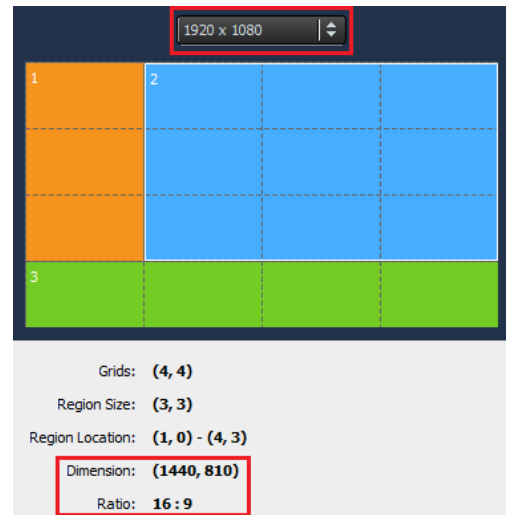 1920 x 1080
1 2
3
Grids: (4, 4)
Region Size: (3, 3)
Region Location: (1, 0) - (4, 3)
Dimension: (1440, 810)
Ratio: 16 : 9